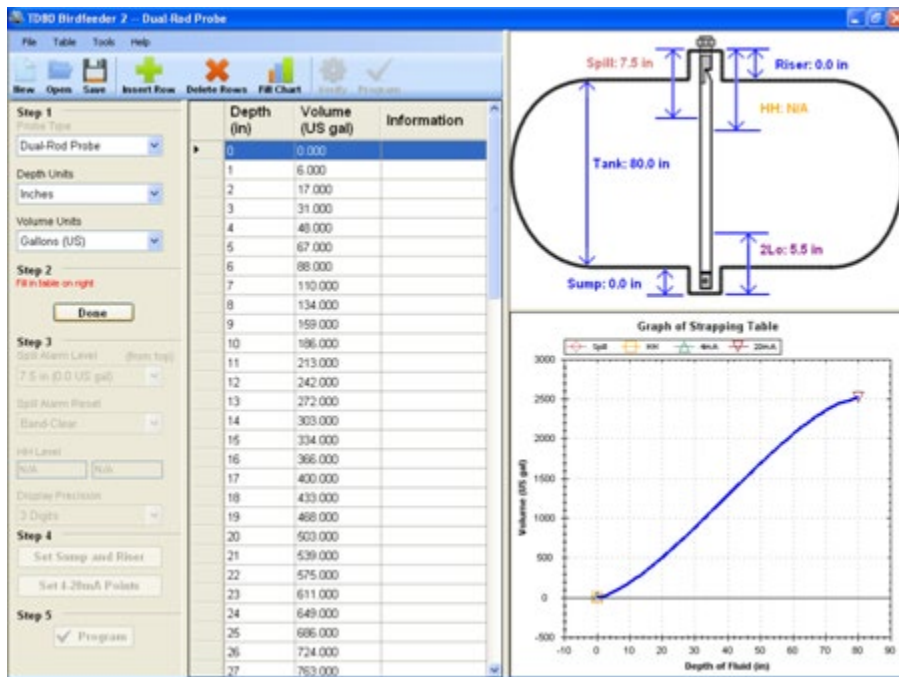 TD80 Birdfeeder 2 -- Dual-Rod Probe
File Table Tools Help
New Open Save Insert Row Delete Rows Fill Chart Verify Program
Step 1
Probe Type
Dual-Rod Probe
Depth Units
Inches
Volume Units
Gallons (US)
Step 2
Fill in table on right
Done
Step 3
Spill Alarm Level (from top)
7.5 in (0.0 US gal)
Spill Alarm Reset
Band-Clear
HH Level
N/A N/A
Display Precision
3 Digits
Step 4
Set Sump and Riser
Set 4-20mA Points
Step 5
Program
Depth (in) Volume (US gal) Information
0 0.000
1 6.000
2 17.000
3 31.000
4 48.000
5 67.000
6 88.000
7 110.000
8 134.000
9 159.000
10 186.000
11 213.000
12 242.000
13 272.000
14 303.000
15 334.000
16 366.000
17 400.000
18 433.000
19 468.000
20 503.000
21 539.000
22 575.000
23 611.000
24 649.000
25 686.000
26 724.000
27 763.000
Spill: 7.5 in
Riser: 0.0 in
HH: N/A
Tank: 80.0 in
2Lo: 5.5 in
Sump: 0.0 in
Graph of Strapping Table
Spill HH 4mA 20mA
Volume (US gal)
3000
2500
2000
1500
1000
500
0
-500
-10 0 10 20 30 40 50 60 70 80 90
Depth of Fluid (in)